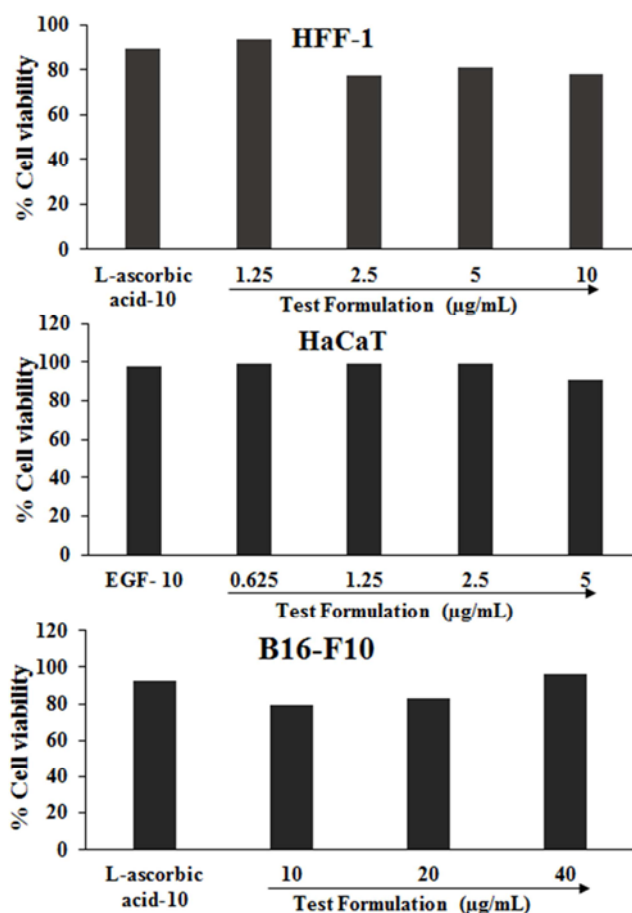 HFF-1
% Cell viability
100
80
60
40
20
0
L-ascorbic
acid-10
1.25 2.5 5 10
Test Formulation (µg/mL)
HaCaT
% Cell viability
120
100
80
60
40
20
0
EGF- 10 0.625 1.25 2.5 5
Test Formulation (µg/mL)
B16-F10
% Cell viability
120
100
80
60
40
20
0
L-ascorbic
acid-10
10 20 40
Test Formulation (µg/mL)